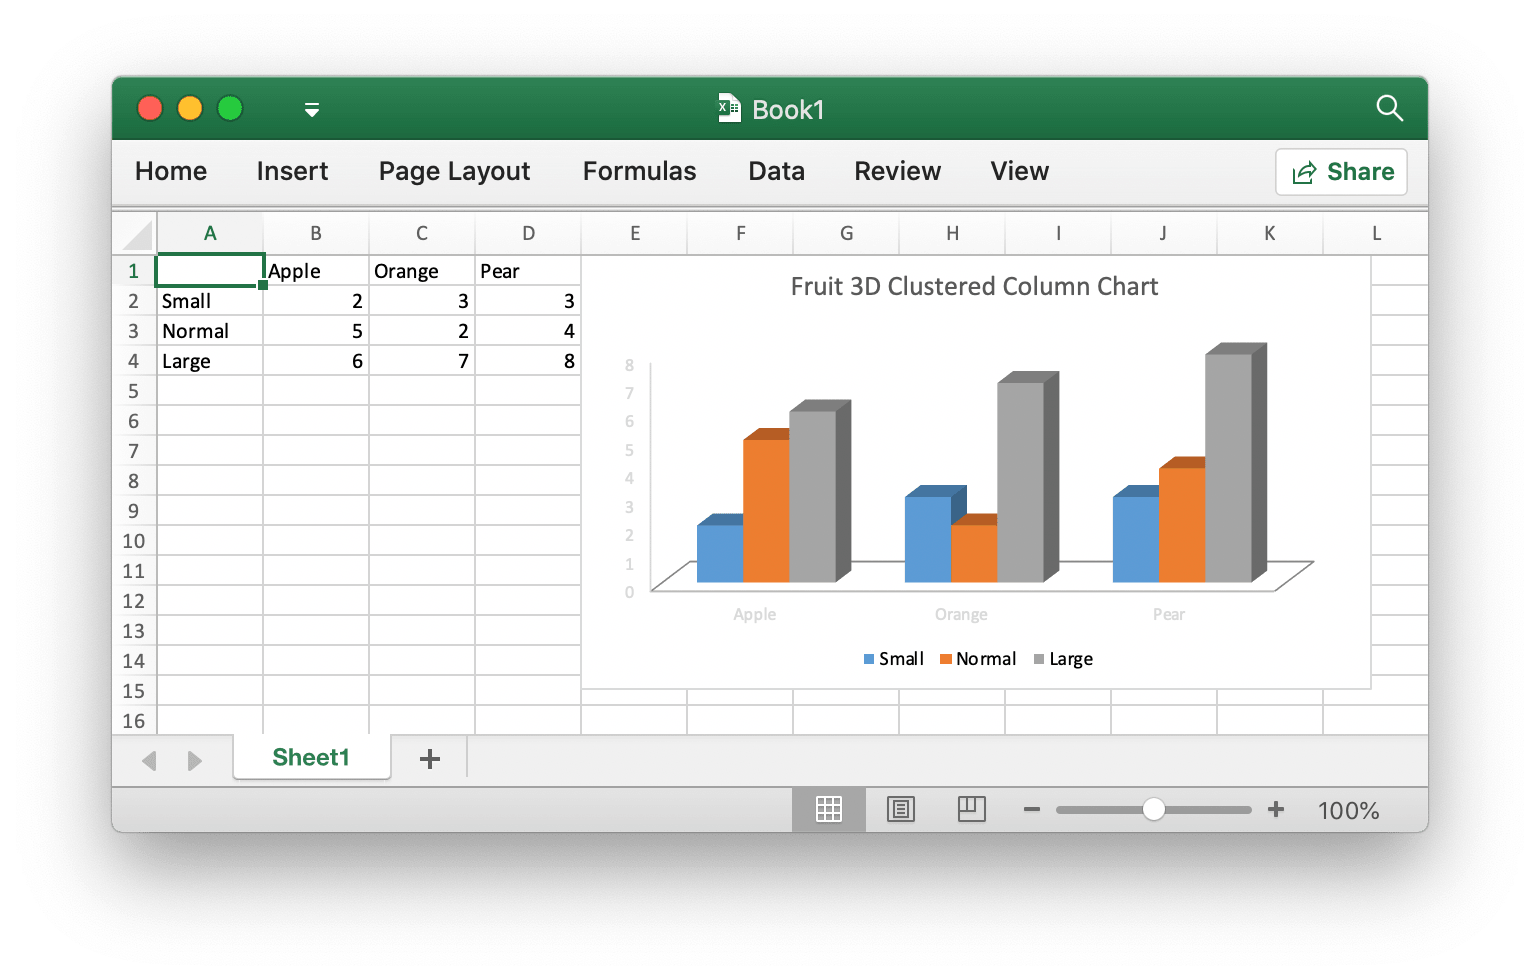 Book1
Home Insert Page Layout Formulas Data Review View Share
A B C D E F G H I J K L
1 Apple Orange Pear
2 Small 2 3 3
3 Normal 5 2 4
4 Large 6 7 8
5
6
7
8
9
10
11
12
13
14
15
16
Fruit 3D Clustered Column Chart
8
7
6
5
4
3
2
1
0
Apple Orange Pear
Small Normal Large
Sheet1 +
100%